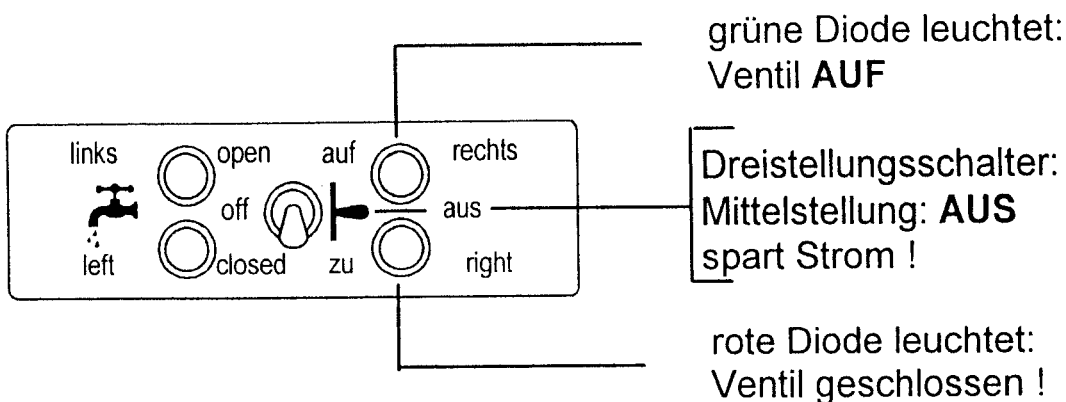 grüne Diode leuchtet:
Ventil AUF
links open auf rechts
off aus
left closed zu right
Dreistellungsschalter:
Mittelstellung: AUS
spart Strom !
rote Diode leuchtet:
Ventil geschlossen !